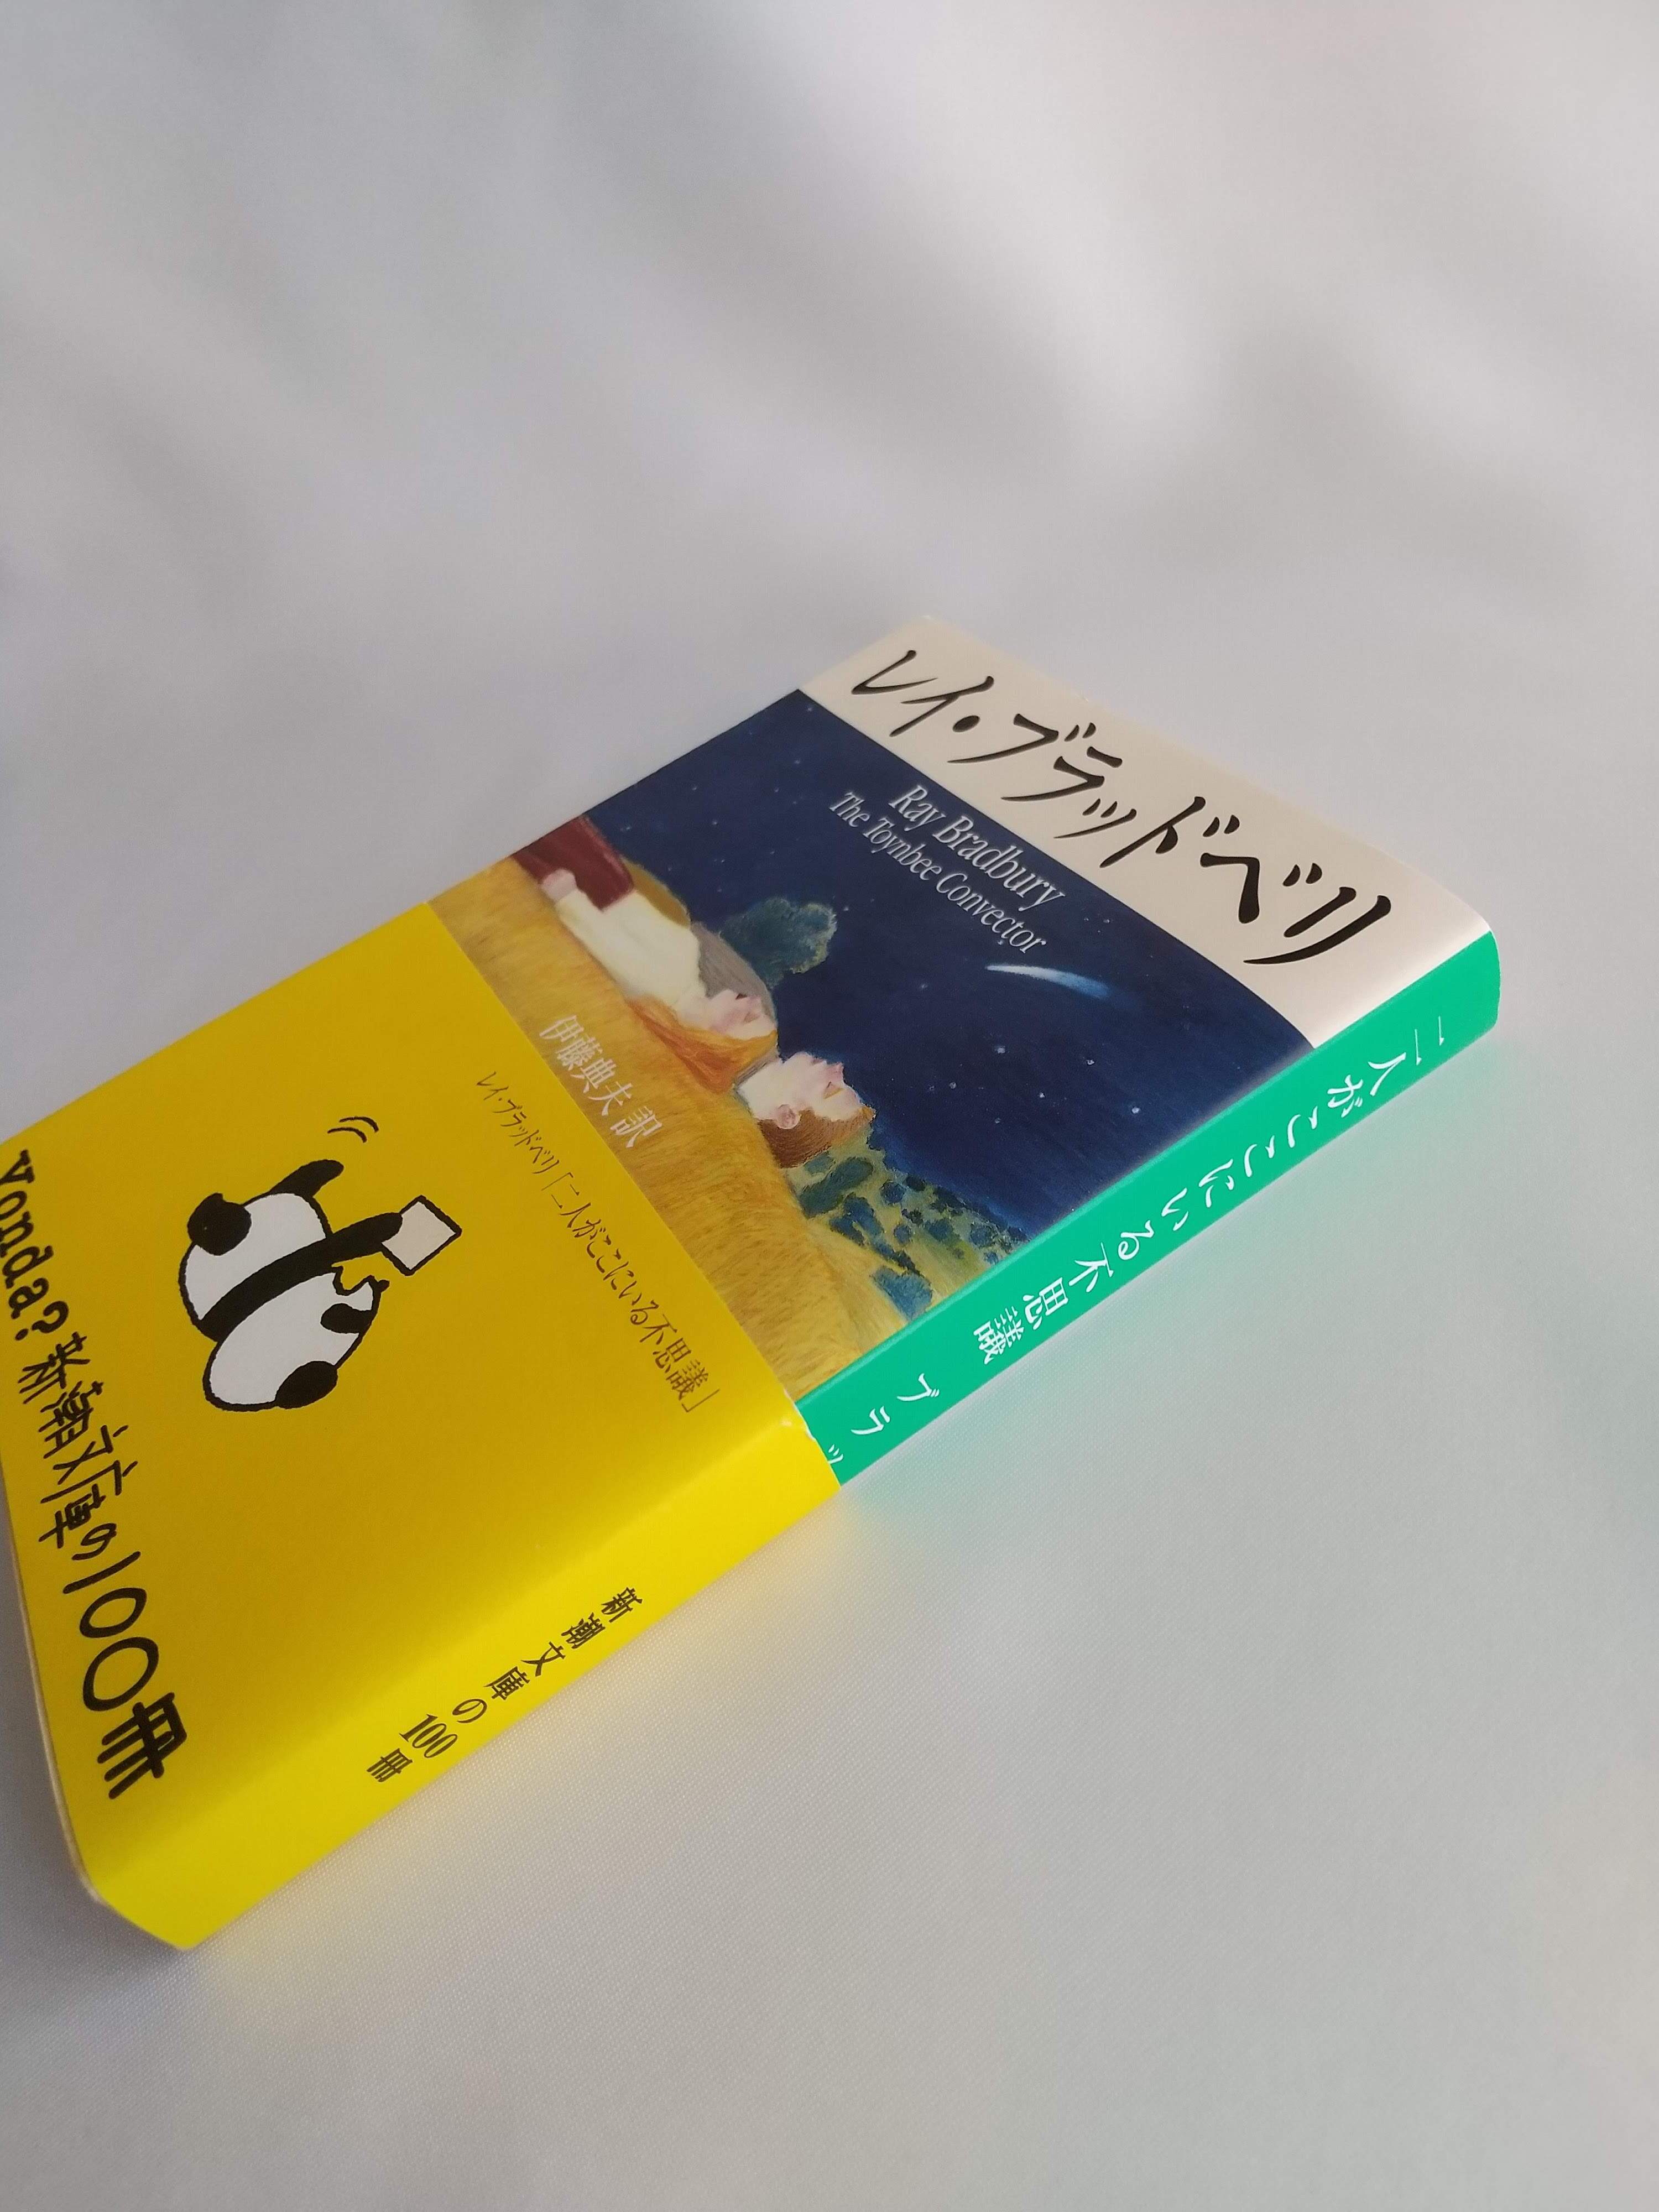 レイ・ブラッドベリ
Ray Bradbury
The Toynbee Convector
伊藤典夫 訳
レイ・ブラッドベリ「二人がここにいる不思議」
Yonda?
新潮文庫の100冊
二人がここにいる不思議 ブラッ
新潮文庫の100冊